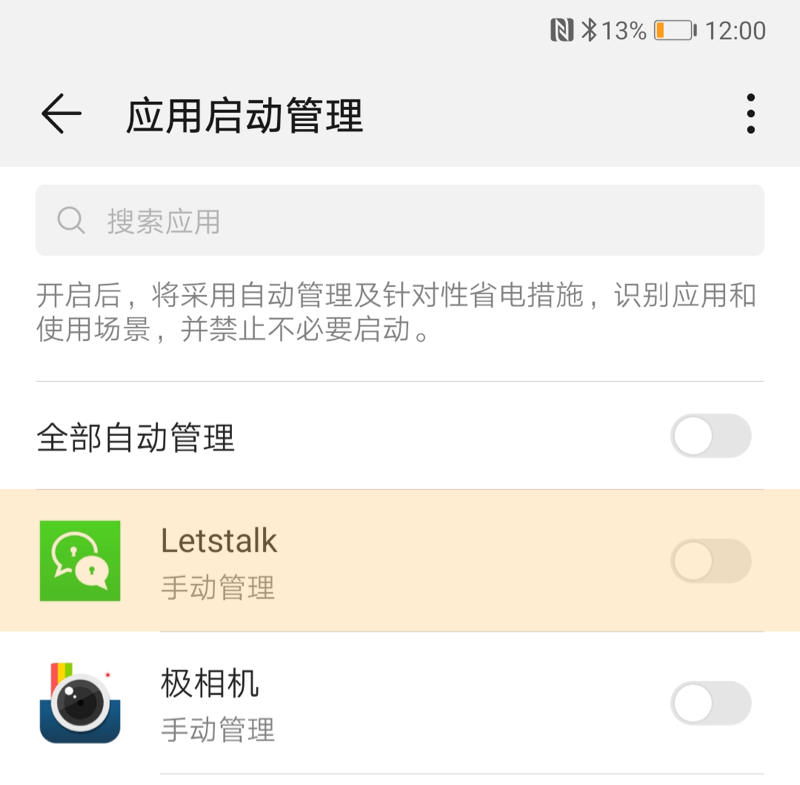 13% 12:00
应用启动管理
搜索应用
开启后，将采用自动管理及针对性省电措施，识别应用和
使用场景，并禁止不必要启动。
全部自动管理
Letstalk
手动管理
极相机
手动管理